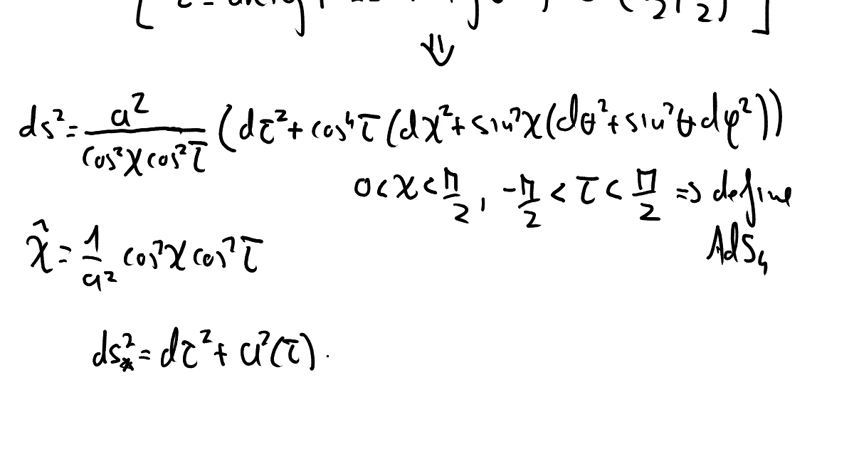 ⇓
ds² = a² / (cos²χ cos²τ) (dτ² + cos⁴τ (dχ² + sin²χ (dθ² + sin²θ dφ²)))
0 < χ < π/2, -π/2 < τ < π/2 ⇒ define
AdS₄
χ̂ = 1/a² cos²χ cos²τ
ds²⁎ = dτ² + a²(τ) ·